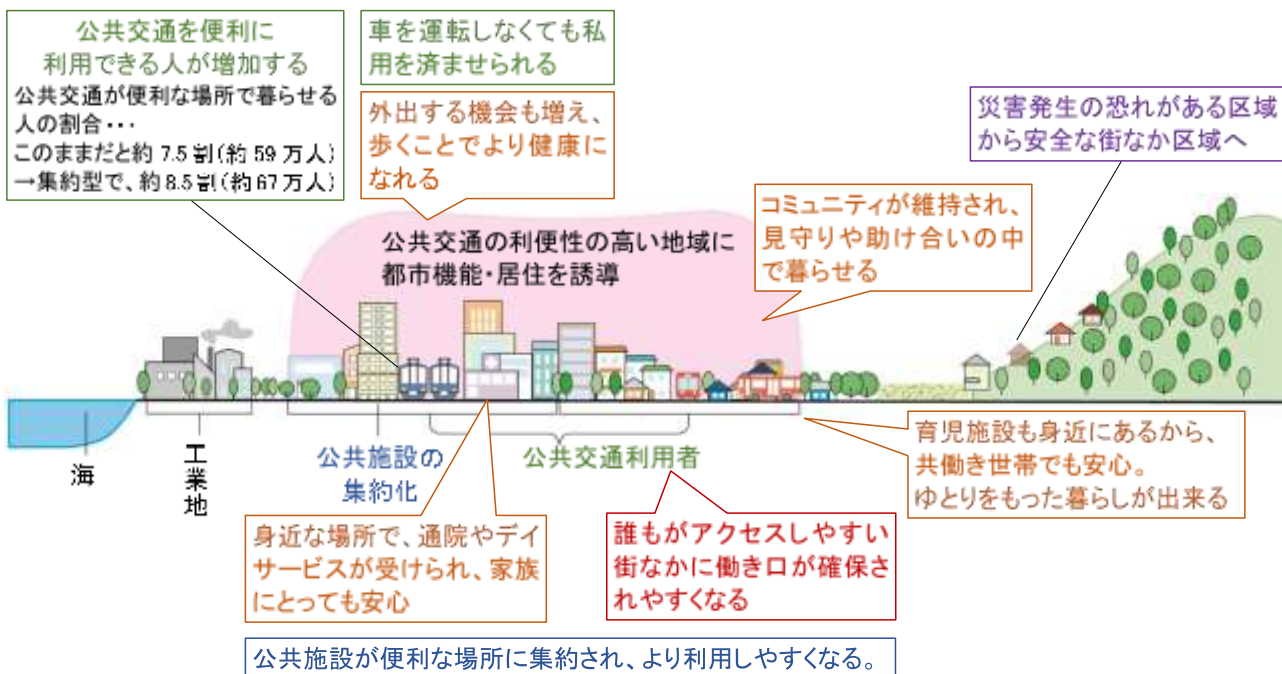 公共交通を便利に
利用できる人が増加する
公共交通が便利な場所で暮らせる
人の割合・・・
このままだと約 7.5 割(約 59 万人)
→集約型で、約 8.5 割(約 67 万人)
車を運転しなくても私
用を済ませられる
外出する機会も増え、
歩くことでより健康に
なれる
災害発生の恐れがある区域
から安全な街なか区域へ
コミュニティが維持され、
見守りや助け合いの中
で暮らせる
公共交通の利便性の高い地域に
都市機能・居住を誘導
海
工業地
公共施設の
集約化
公共交通利用者
育児施設も身近にあるから、
共働き世帯でも安心。
ゆとりをもった暮らしが出来る
身近な場所で、通院やデイ
サービスが受けられ、家族
にとっても安心
誰もがアクセスしやすい
街なかに働き口が確保さ
れやすくなる
公共施設が便利な場所に集約され、より利用しやすくなる。